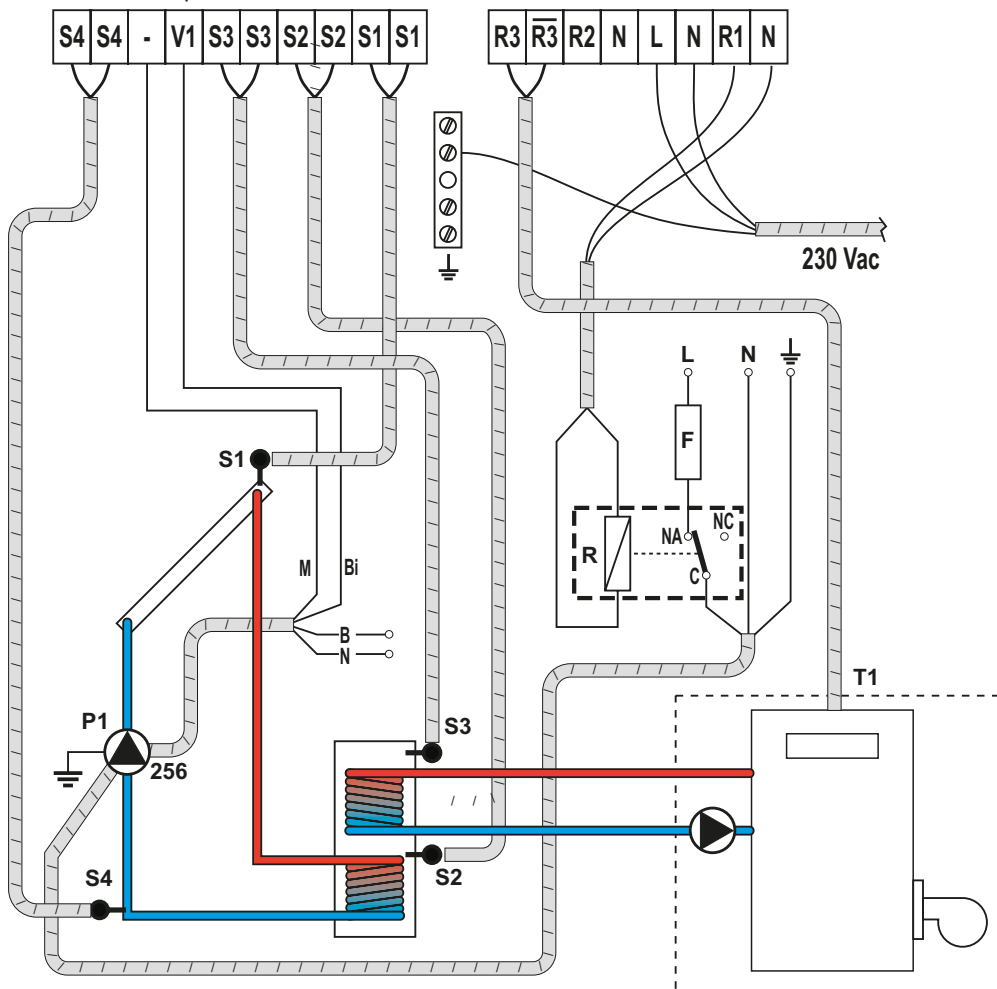 S4 S4 - V1 S3 S3 S2 S2 S1 S1
R3 R̅3̅ R2 N L N R1 N
230 Vac
L N
F
S1
NA NC
R
C
M Bi
B
N
T1
P1
S3
256
S4
S2